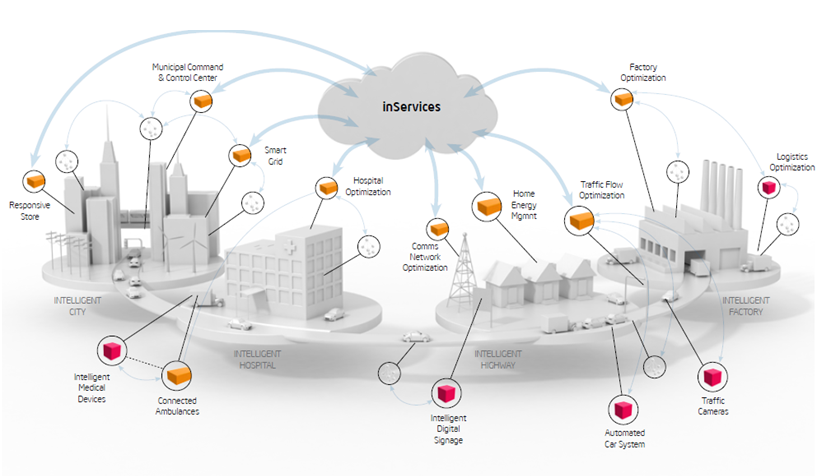 Municipal Command
& Control Center
inServices
Factory
Optimization
Smart
Grid
Logistics
Optimization
Responsive
Store
Hospital
Optimization
Home
Energy
Mgmnt
Traffic Flow
Optimization
Comms
Network
Optimization
INTELLIGENT
CITY
INTELLIGENT
FACTORY
INTELLIGENT
HOSPITAL
INTELLIGENT
HIGHWAY
Intelligent
Medical
Devices
Connected
Ambulances
Intelligent
Digital
Signage
Automated
Car System
Traffic
Cameras